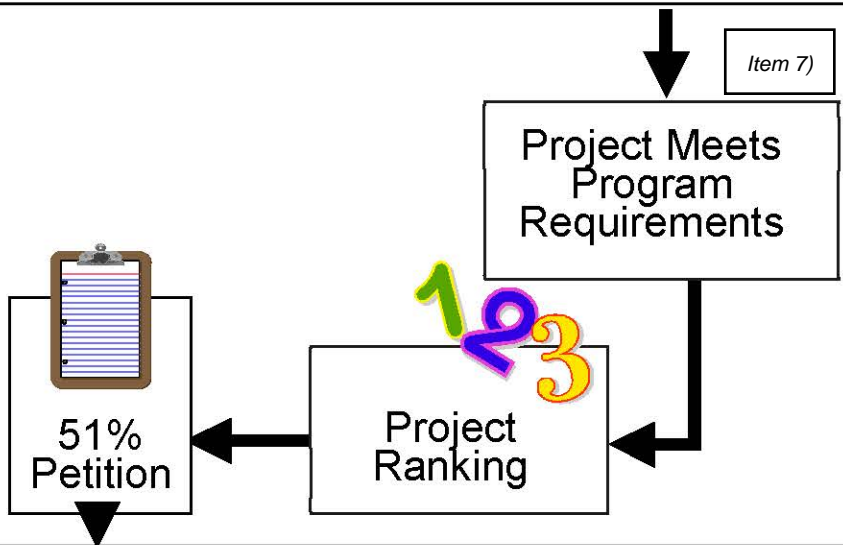 Item 7)
Project Meets
Program
Requirements
1 2 3
Project
Ranking
51%
Petition